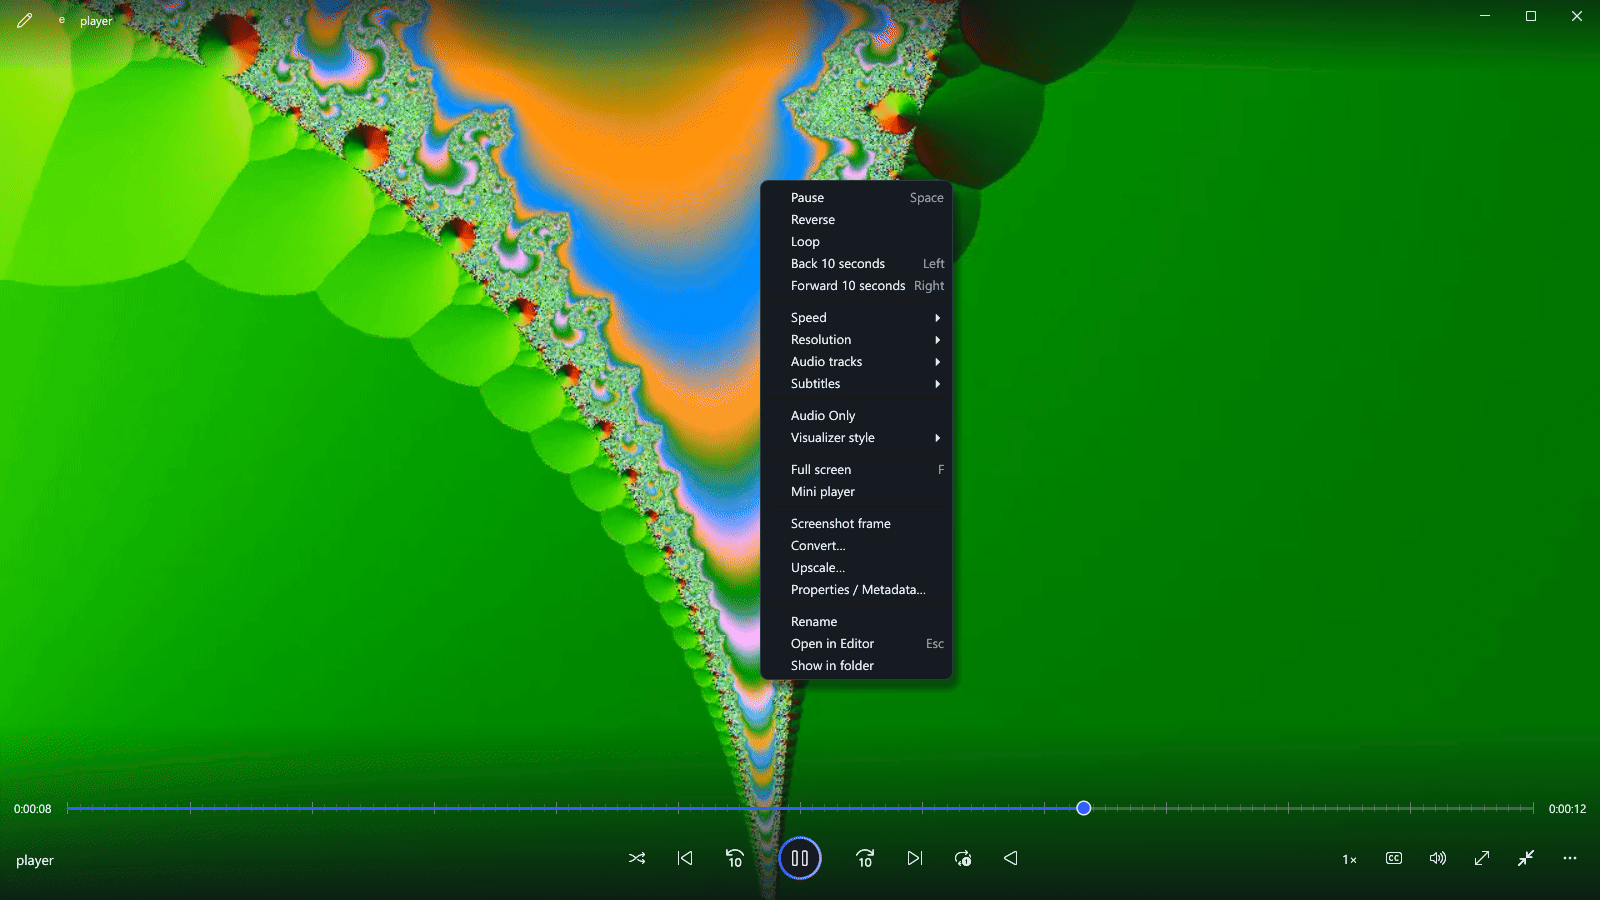 e player
Pause Space
Reverse
Loop
Back 10 seconds Left
Forward 10 seconds Right
Speed
Resolution
Audio tracks
Subtitles
Audio Only
Visualizer style
Full screen F
Mini player
Screenshot frame
Convert...
Upscale...
Properties / Metadata...
Rename
Open in Editor Esc
Show in folder
0:00:08 0:00:12
player 10 10 1× CC